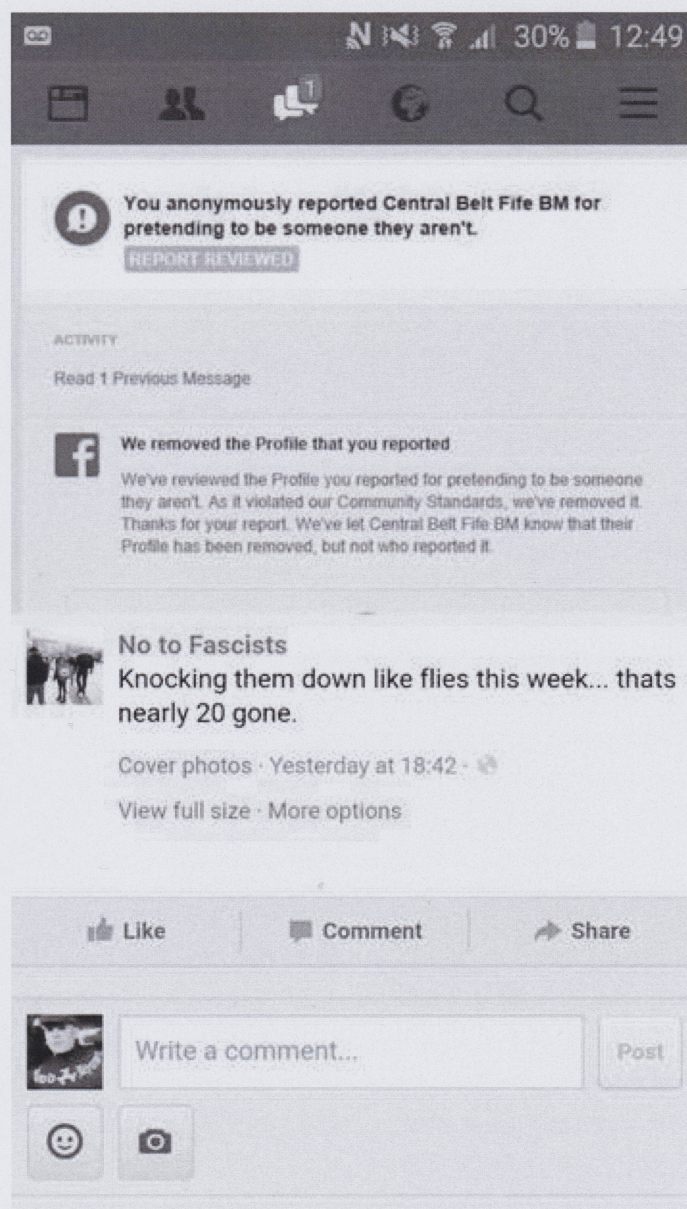 30% 12:49
1
You anonymously reported Central Belt Fife BM for
pretending to be someone they aren't.
REPORT REVIEWED
ACTIVITY
Read 1 Previous Message
We removed the Profile that you reported
We've reviewed the Profile you reported for pretending to be someone
they aren't. As it violated our Community Standards, we've removed it.
Thanks for your report. We've let Central Belt Fife BM know that their
Profile has been removed, but not who reported it.
No to Fascists
Knocking them down like flies this week... thats
nearly 20 gone.
Cover photos · Yesterday at 18:42 ·
View full size · More options
Like Comment Share
Write a comment... Post